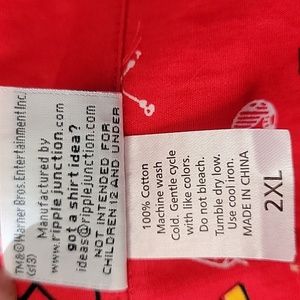 TM&©Warner Bros.Entertainment Inc.
(s13)
Manufactured by
www.ripplejunction.com
got a shirt idea?
ideas@ripplejunction.com
NOT INTENDED FOR
CHILDREN 12 AND UNDER
100% Cotton
Machine wash
Cold. Gentle cycle
with like colors.
Do not bleach.
Tumble dry low.
Use cool iron.
MADE IN CHINA
2XL